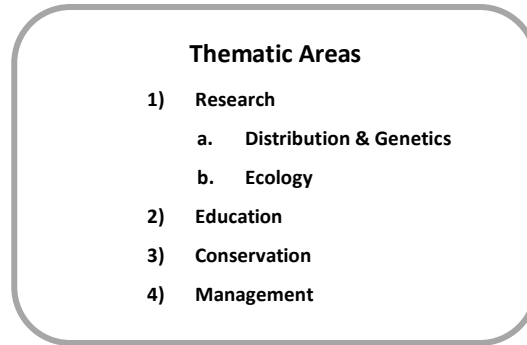 Thematic Areas
1) Research
a. Distribution & Genetics
b. Ecology
2) Education
3) Conservation
4) Management